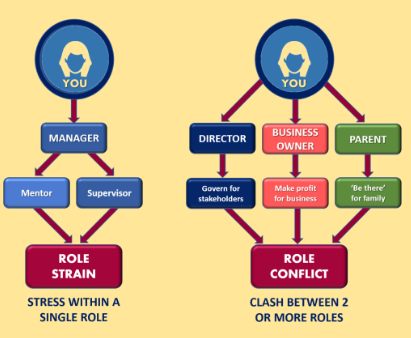 YOU
MANAGER
Mentor
Supervisor
ROLE
STRAIN
STRESS WITHIN A
SINGLE ROLE
YOU
DIRECTOR
BUSINESS
OWNER
PARENT
Govern for
stakeholders
Make profit
for business
'Be there'
for family
ROLE
CONFLICT
CLASH BETWEEN 2
OR MORE ROLES